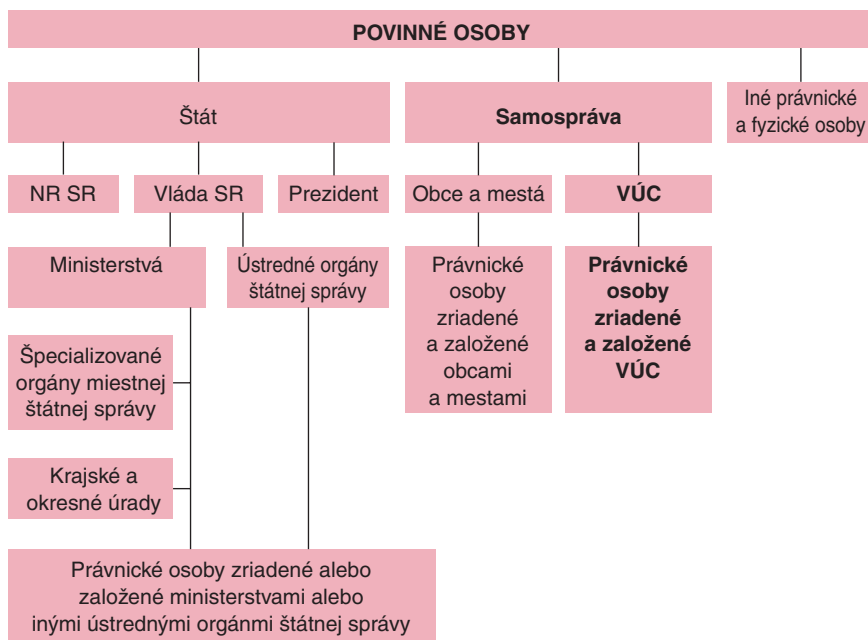 POVINNÉ OSOBY
Štát
Samospráva
Iné právnické
a fyzické osoby
NR SR
Vláda SR
Prezident
Obce a mestá
VÚC
Ministerstvá
Ústredné orgány
štátnej správy
Právnické
osoby
zriadené
a založené
obcami
a mestami
Právnické
osoby
zriadené
a založené
VÚC
Špecializované
orgány miestnej
štátnej správy
Krajské a
okresné úrady
Právnické osoby zriadené alebo
založené ministerstvami alebo
inými ústrednými orgánmi štátnej správy